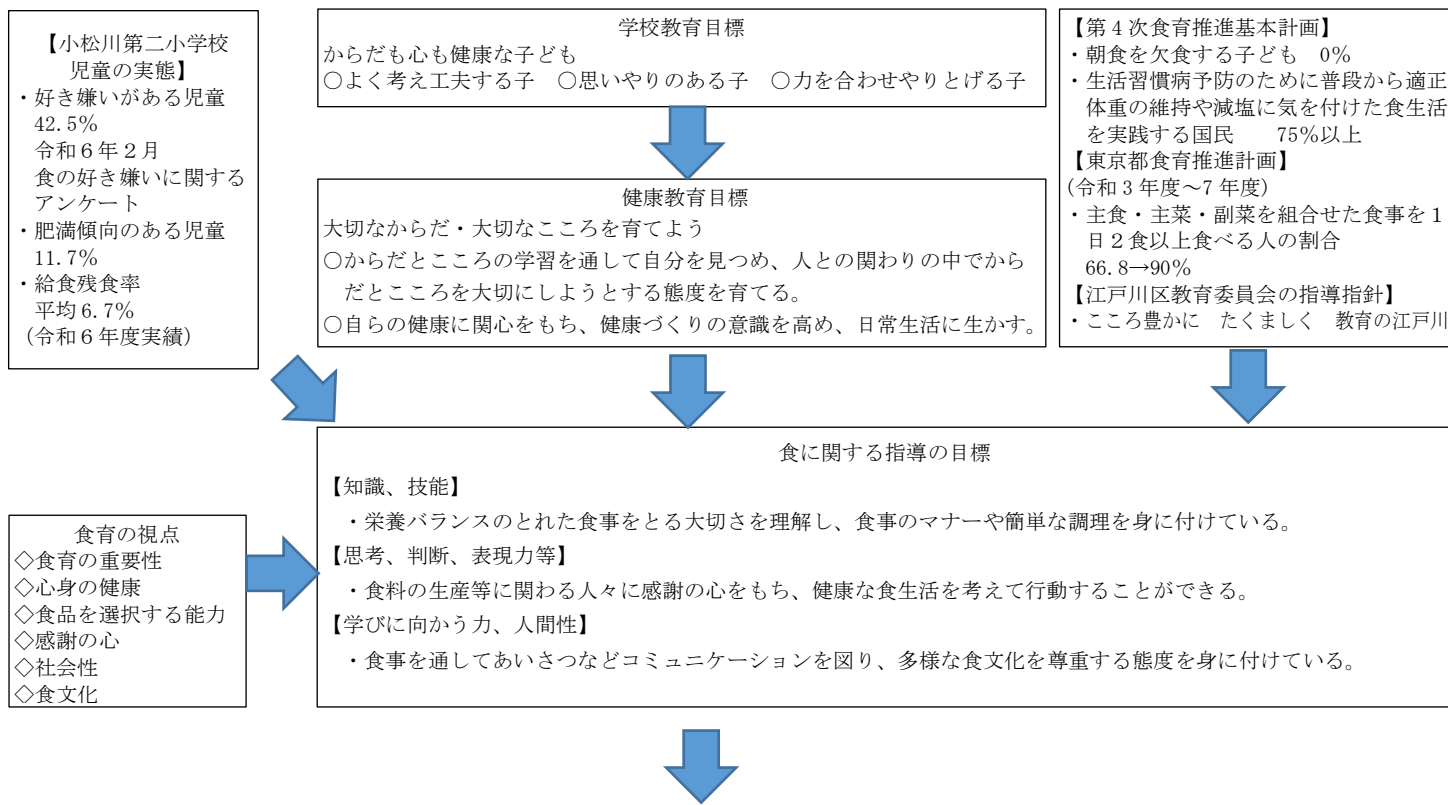 【小松川第二小学校
児童の実態】
・好き嫌いがある児童
42.5%
令和6年2月
食の好き嫌いに関する
アンケート
・肥満傾向のある児童
11.7%
・給食残食率
平均6.7%
(令和6年度実績)
学校教育目標
からだも心も健康な子ども
○よく考え工夫する子　○思いやりのある子　○力を合わせやりとげる子
健康教育目標
大切なからだ・大切なこころを育てよう
○からだとこころの学習を通して自分を見つめ、人との関わりの中でから
だとこころを大切にしようとする態度を育てる。
○自らの健康に関心をもち、健康づくりの意識を高め、日常生活に生かす。
【第4次食育推進基本計画】
・朝食を欠食する子ども　0%
・生活習慣病予防のために普段から適正
体重の維持や減塩に気を付けた食生活
を実践する国民　　75%以上
【東京都食育推進計画】
(令和3年度～7年度)
・主食・主菜・副菜を組合せた食事を1
日2食以上食べる人の割合
66.8→90%
【江戸川区教育委員会の指導指針】
・こころ豊かに　たくましく　教育の江戸川
食育の視点
◇食育の重要性
◇心身の健康
◇食品を選択する能力
◇感謝の心
◇社会性
◇食文化
食に関する指導の目標
【知識、技能】
・栄養バランスのとれた食事をとる大切さを理解し、食事のマナーや簡単な調理を身に付けている。
【思考、判断、表現力等】
・食料の生産等に関わる人々に感謝の心をもち、健康な食生活を考えて行動することができる。
【学びに向かう力、人間性】
・食事を通してあいさつなどコミュニケーションを図り、多様な食文化を尊重する態度を身に付けている。